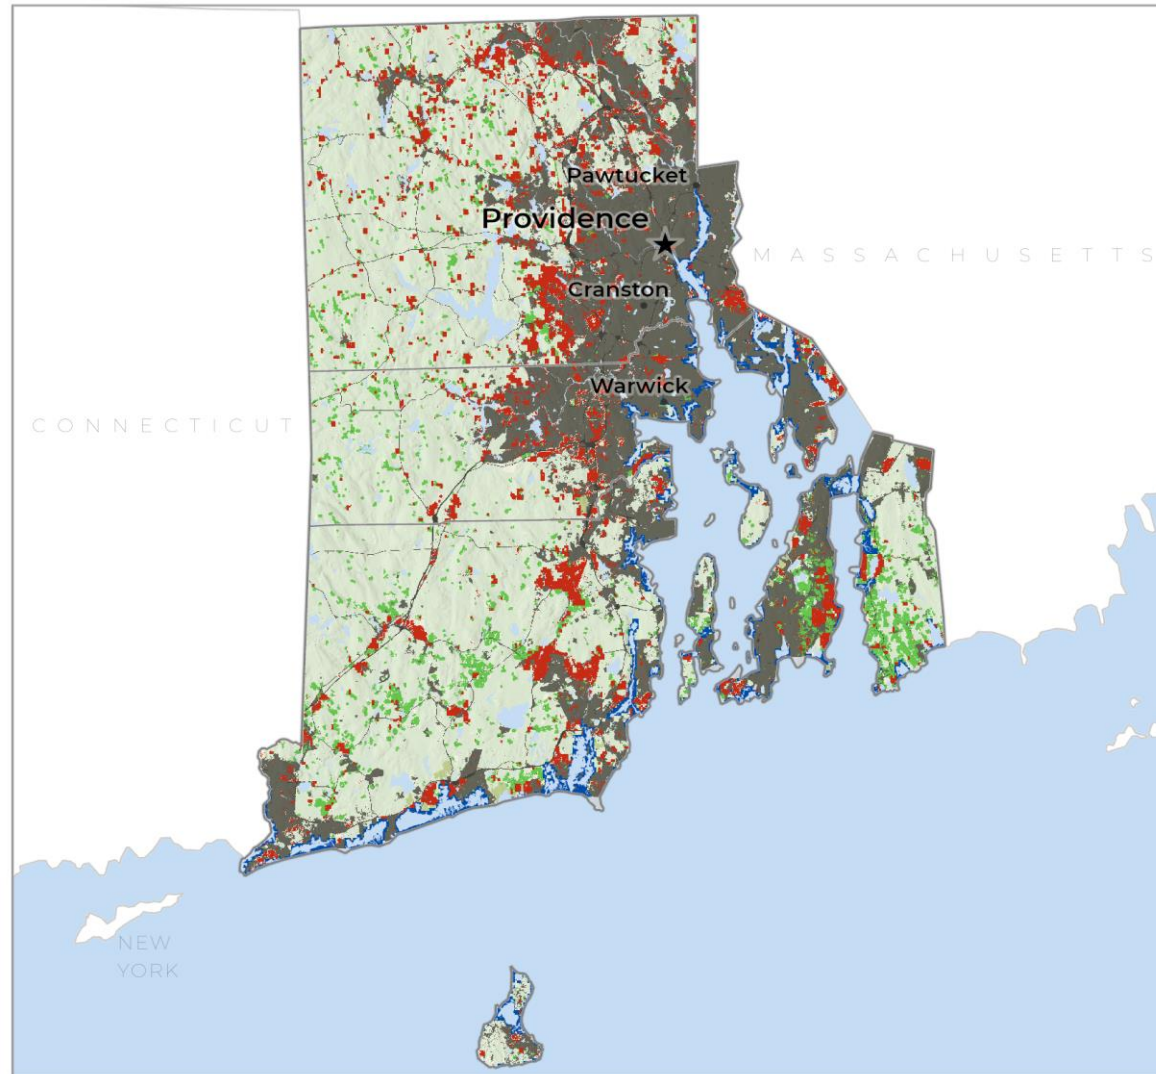 Pawtucket
Providence
MASSACHUSETTS
Cranston
Warwick
CONNECTICUT
NEW
YORK